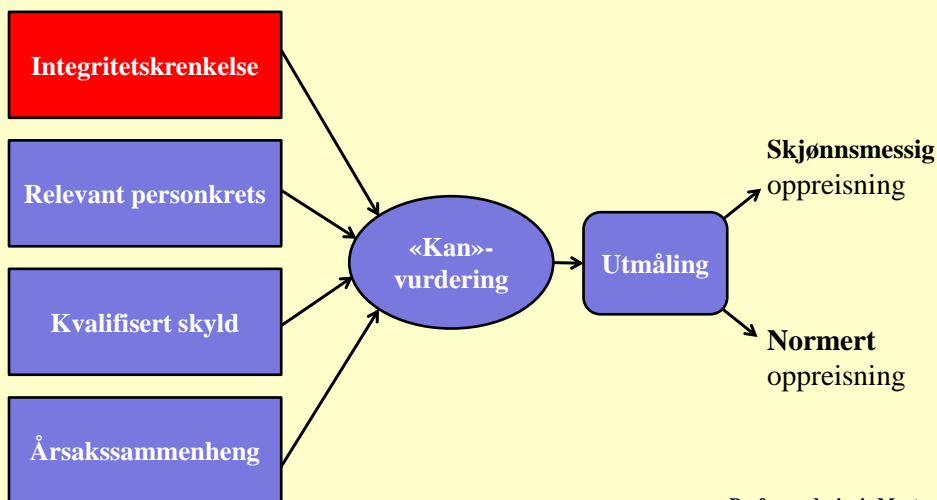 Integritetskrenkelse
Relevant personkrets
Kvalifisert skyld
Årsakssammenheng
«Kan»-
vurdering
Utmåling
Skjønnsmessig
oppreisning
Normert
oppreisning